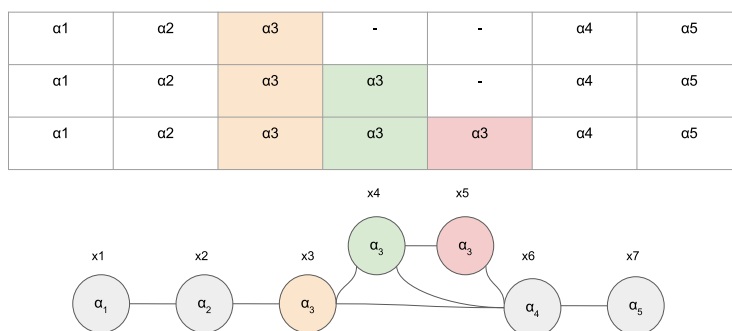 α1 α2 α3 - - α4 α5
α1 α2 α3 α3 - α4 α5
α1 α2 α3 α3 α3 α4 α5
x4 x5
x1 x2 x3 x6 x7
α₃ α₃
α₁ α₂ α₃ α₄ α₅